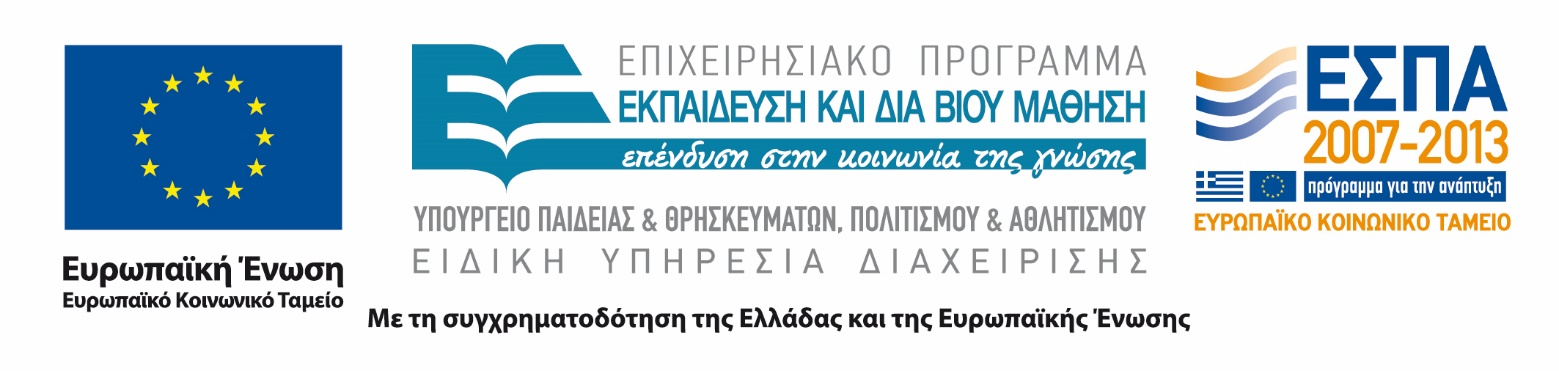 Ευρωπαϊκή Ένωση
Ευρωπαϊκό Κοινωνικό Ταμείο
ΕΠΙΧΕΙΡΗΣΙΑΚΟ ΠΡΟΓΡΑΜΜΑ
ΕΚΠΑΙΔΕΥΣΗ ΚΑΙ ΔΙΑ ΒΙΟΥ ΜΑΘΗΣΗ
επένδυση στην κοινωνία της γνώσης
ΥΠΟΥΡΓΕΙΟ ΠΑΙΔΕΙΑΣ & ΘΡΗΣΚΕΥΜΑΤΩΝ, ΠΟΛΙΤΙΣΜΟΥ & ΑΘΛΗΤΙΣΜΟΥ
ΕΙΔΙΚΗ ΥΠΗΡΕΣΙΑ ΔΙΑΧΕΙΡΙΣΗΣ
ΕΣΠΑ
2007-2013
πρόγραμμα για την ανάπτυξη
ΕΥΡΩΠΑΪΚΟ ΚΟΙΝΩΝΙΚΟ ΤΑΜΕΙΟ
Με τη συγχρηματοδότηση της Ελλάδας και της Ευρωπαϊκής Ένωσης